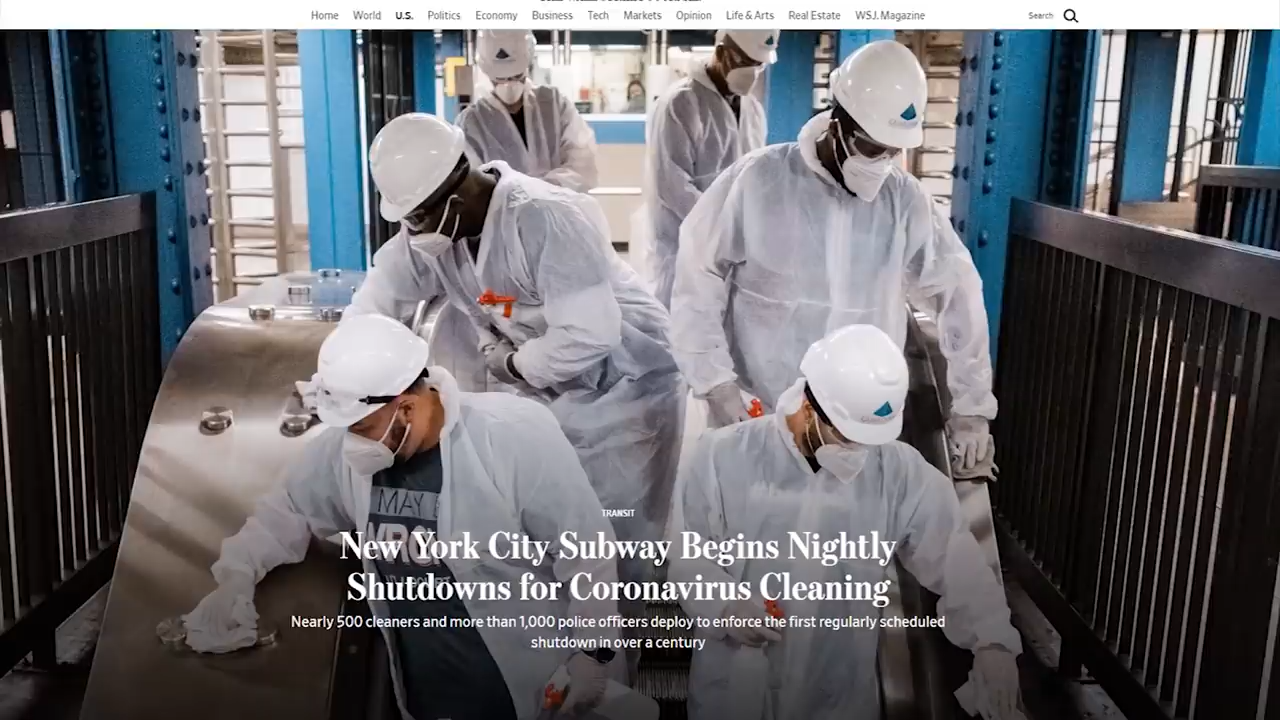 Home World U.S. Politics Economy Business Tech Markets Opinion Life & Arts Real Estate WSJ. Magazine Search
MAY
TRANSIT
New York City Subway Begins Nightly
Shutdowns for Coronavirus Cleaning
Nearly 500 cleaners and more than 1,000 police officers deploy to enforce the first regularly scheduled
shutdown in over a century